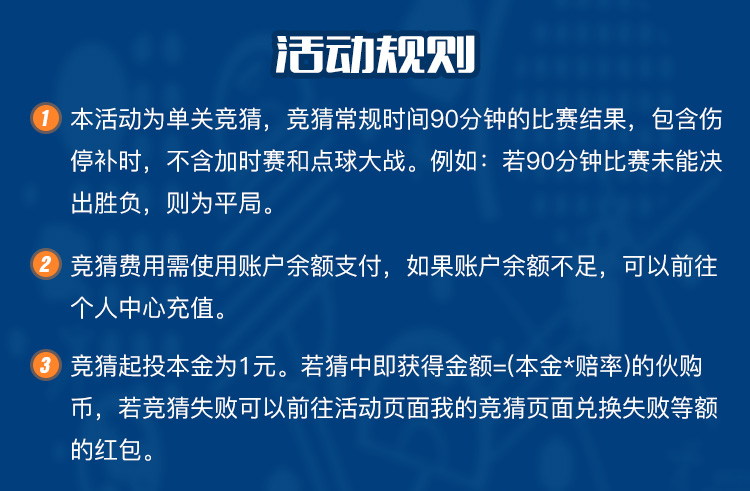 活动规则
1 本活动为单关竞猜，竞猜常规时间90分钟的比赛结果，包含伤
停补时，不含加时赛和点球大战。例如：若90分钟比赛未能决
出胜负，则为平局。
2 竞猜费用需使用账户余额支付，如果账户余额不足，可以前往
个人中心充值。
3 竞猜起投本金为1元。若猜中即获得金额=(本金*赔率)的伙购
币，若竞猜失败可以前往活动页面我的竞猜页面兑换失败等额
的红包。